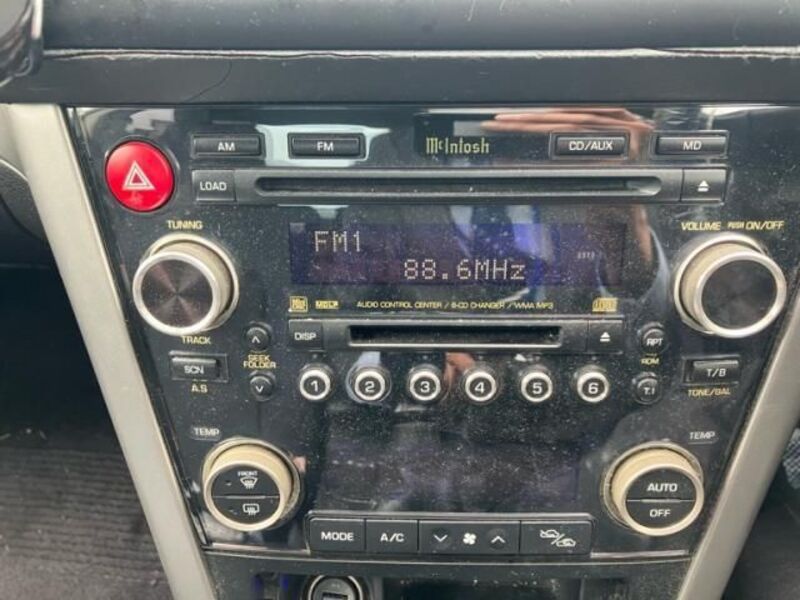 AM
FM
McIntosh
CD/AUX
MD
LOAD
TUNING
VOLUME PUSH ON/OFF
FM1
88.6MHz
MDLP
AUDIO CONTROL CENTER / 6-CD CHANGER / WMA MP3
DISP
TRACK
SEEK
FOLDER
RPT
RDM
SCN
A.S
1 2 3 4 5 6
T.I
T/B
TONE/BAL
TEMP
TEMP
FRONT
AUTO
OFF
MODE
A/C